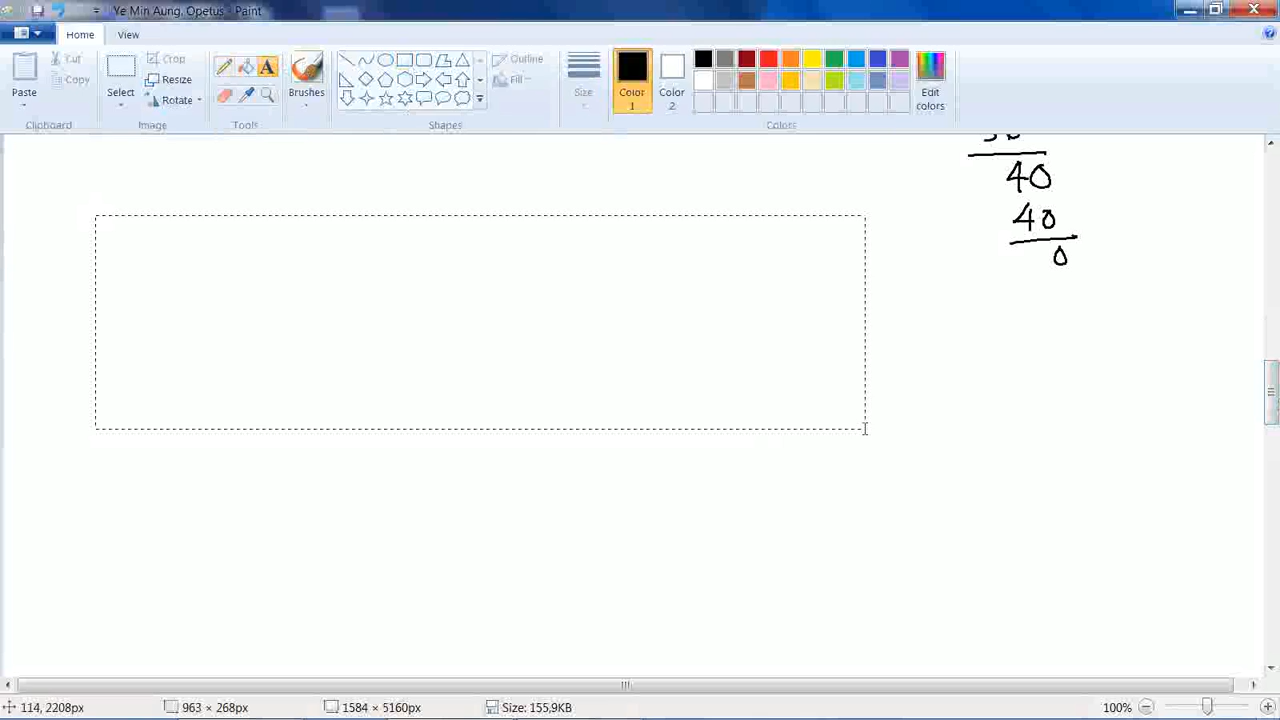 Ye Min Aung, Opetus - Paint
Home
View
Paste
Cut
Clipboard
Select
Crop
Resize
Rotate
Image
A
Tools
Brushes
Outline
Fill
Shapes
Size
Color 1
Color 2
Edit colors
Colors
40
40
0
114, 2208px
963 × 268px
1584 × 5160px
Size: 155,9KB
100%